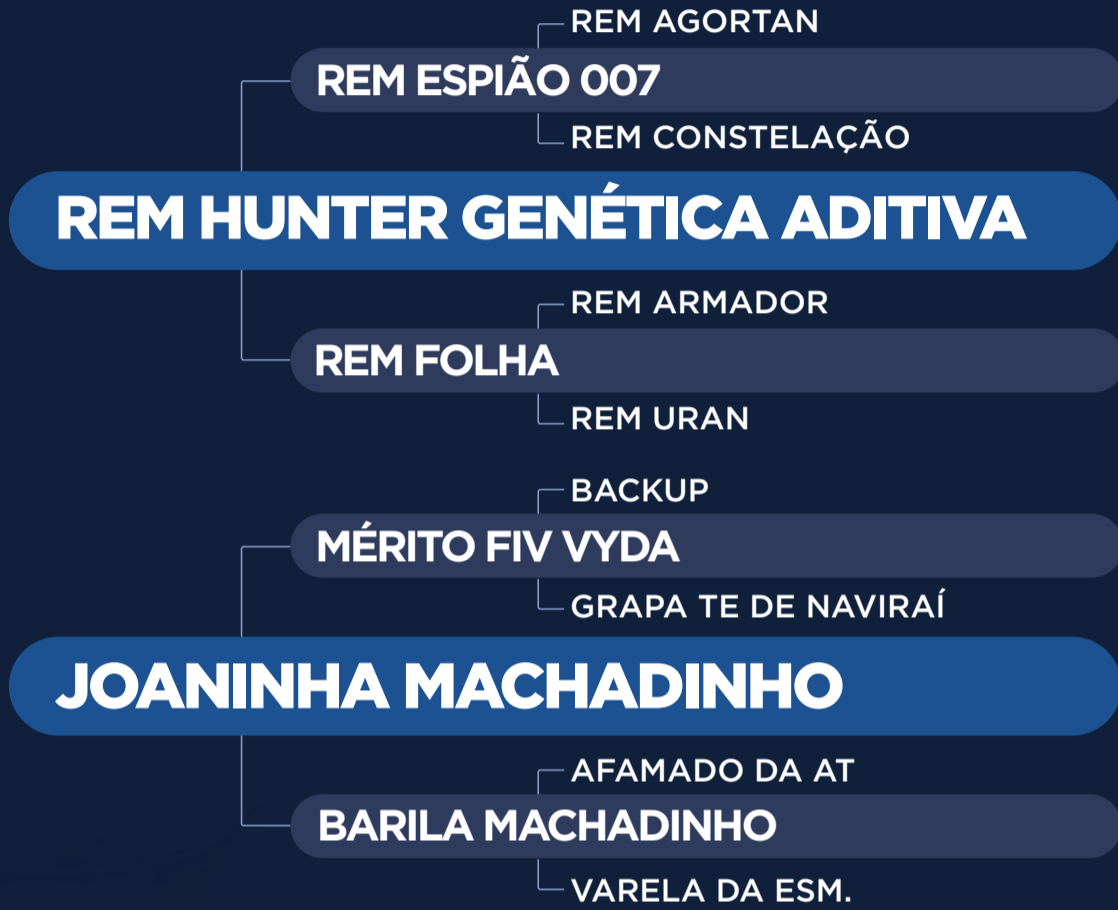 REM AGORTAN
REM ESPIÃO 007
REM CONSTELAÇÃO
REM HUNTER GENÉTICA ADITIVA
REM ARMADOR
REM FOLHA
REM URAN
BACKUP
MÉRITO FIV VYDA
GRAPA TE DE NAVIRAÍ
JOANINHA MACHADINHO
AFAMADO DA AT
BARILA MACHADINHO
VARELA DA ESM.